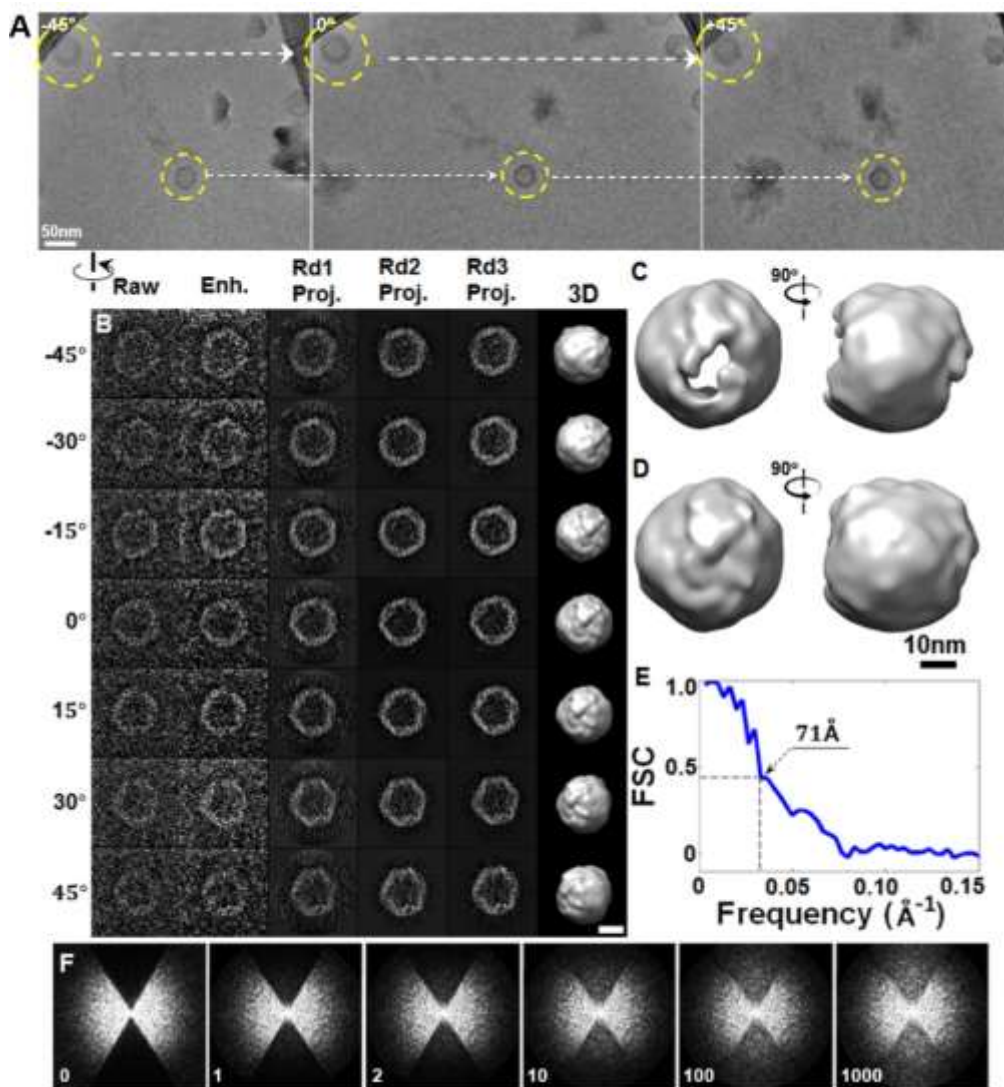 A
-45°
0°
+45°
50nm
Raw
Enh.
Rd1
Proj.
Rd2
Proj.
Rd3
Proj.
3D
B
-45°
-30°
-15°
0°
15°
30°
45°
C
90°
D
90°
10nm
E
1.0
0.5
0
71Å
FSC
0
0.05
0.10
0.15
Frequency (Å⁻¹)
F
0
1
2
10
100
1000